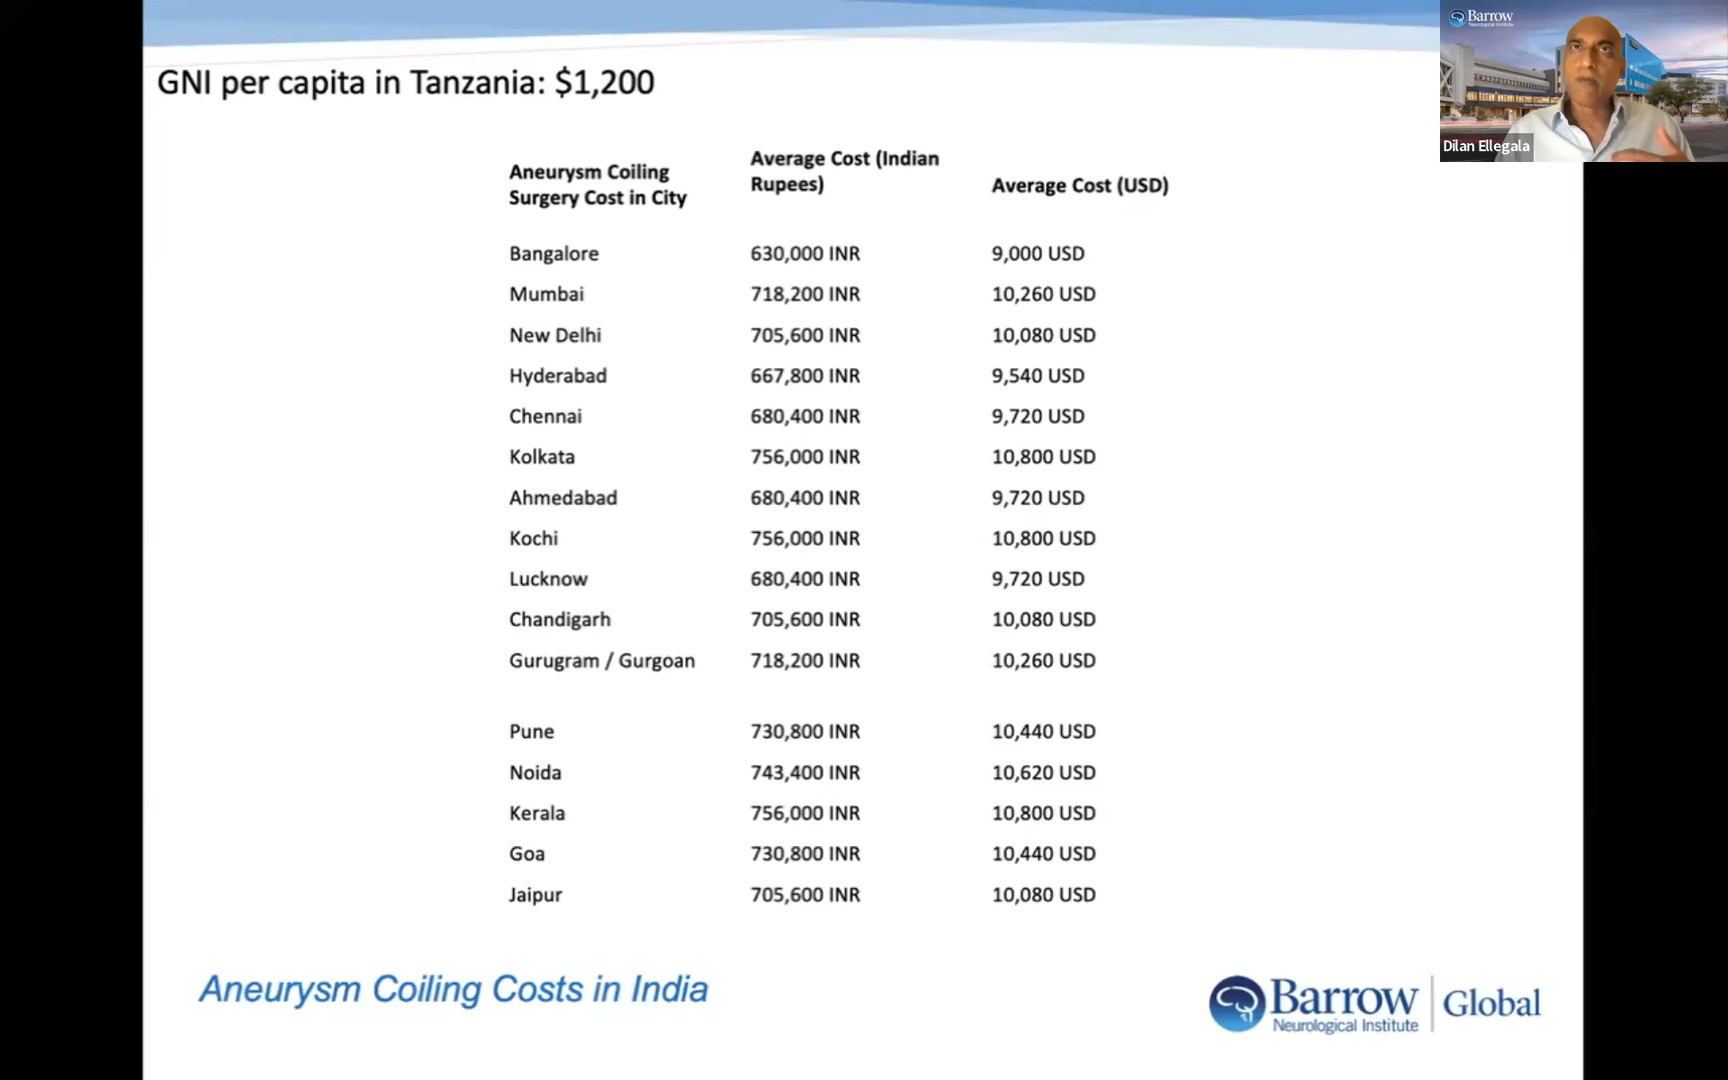 GNI per capita in Tanzania: $1,200
Barrow
Neurological Institute
Dilan Ellegala
Aneurysm Coiling
Surgery Cost in City
Average Cost (Indian
Rupees)
Average Cost (USD)
Bangalore 630,000 INR 9,000 USD
Mumbai 718,200 INR 10,260 USD
New Delhi 705,600 INR 10,080 USD
Hyderabad 667,800 INR 9,540 USD
Chennai 680,400 INR 9,720 USD
Kolkata 756,000 INR 10,800 USD
Ahmedabad 680,400 INR 9,720 USD
Kochi 756,000 INR 10,800 USD
Lucknow 680,400 INR 9,720 USD
Chandigarh 705,600 INR 10,080 USD
Gurugram / Gurgoan 718,200 INR 10,260 USD
Pune 730,800 INR 10,440 USD
Noida 743,400 INR 10,620 USD
Kerala 756,000 INR 10,800 USD
Goa 730,800 INR 10,440 USD
Jaipur 705,600 INR 10,080 USD
Aneurysm Coiling Costs in India
Barrow Global
Neurological Institute